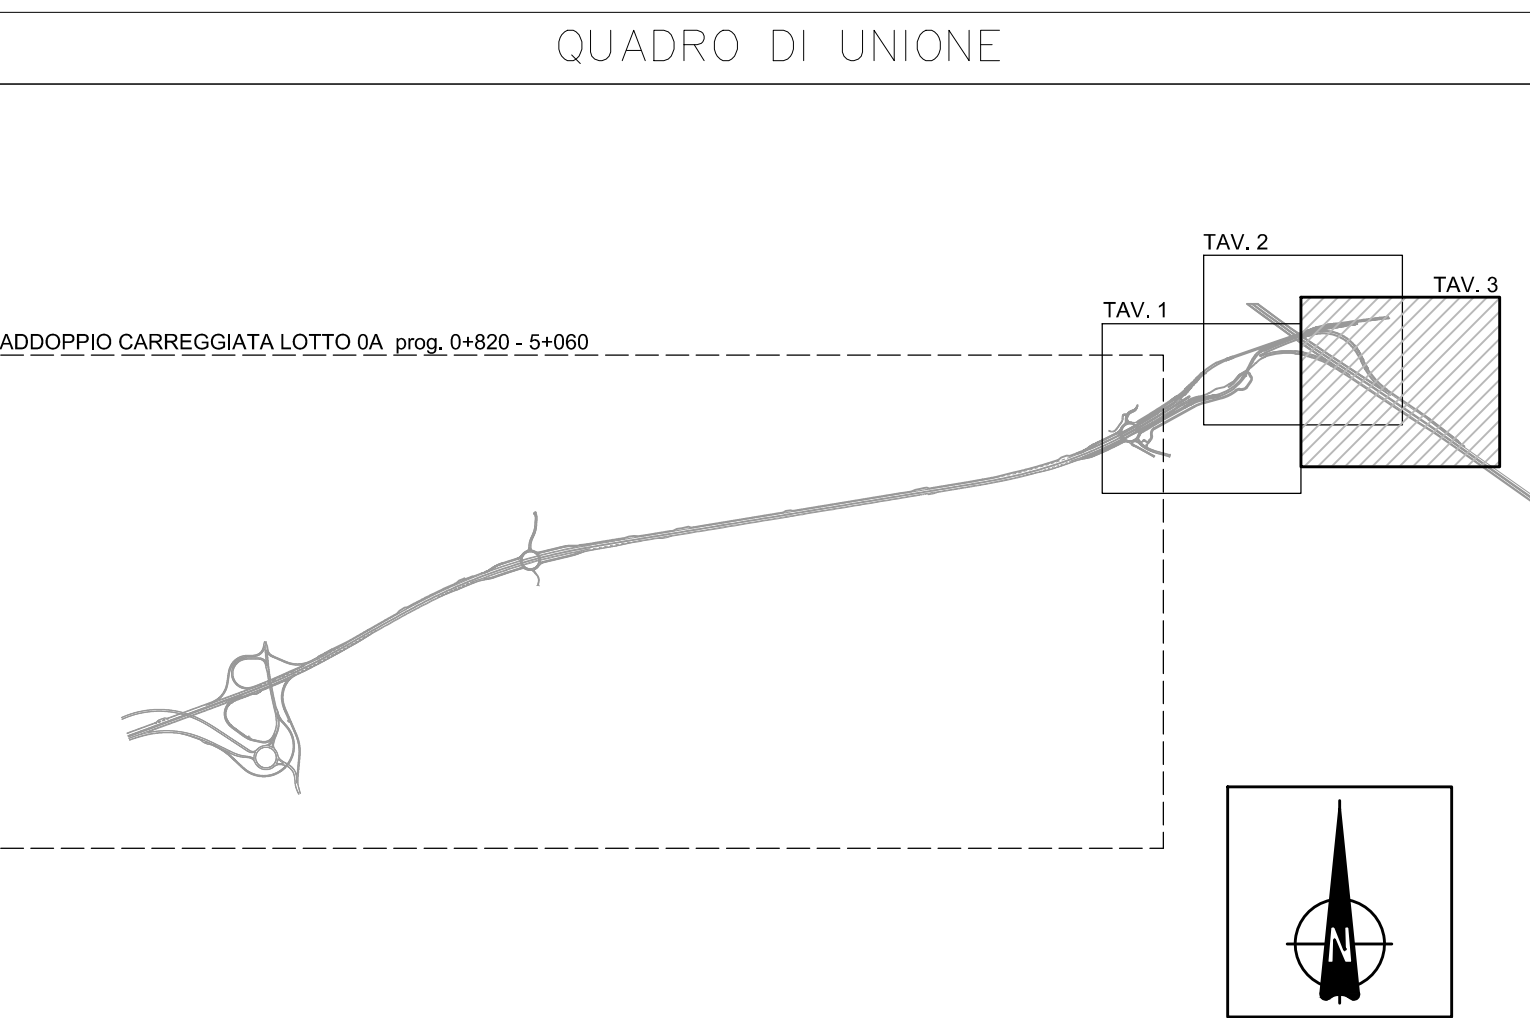 QUADRO DI UNIONE
TAV. 2
TAV. 3
TAV. 1
ADDOPPIO CARREGGIATA LOTTO 0A prog. 0+820 - 5+060
N